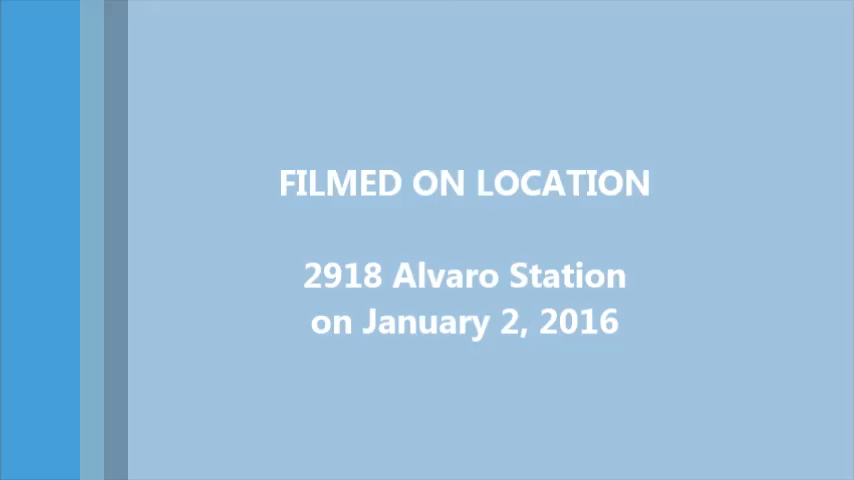 FILMED ON LOCATION
2918 Alvaro Station
on January 2, 2016